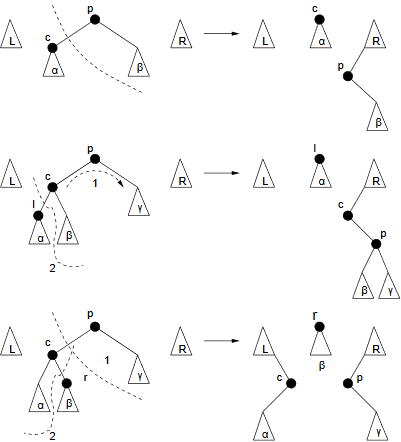 p c
c
L α β R L α R
p
β
p l
L c 1 R L α R
l c
α β γ p
2 β γ
p r
L c 1 R L β R
r c p
α β γ
2 α γ